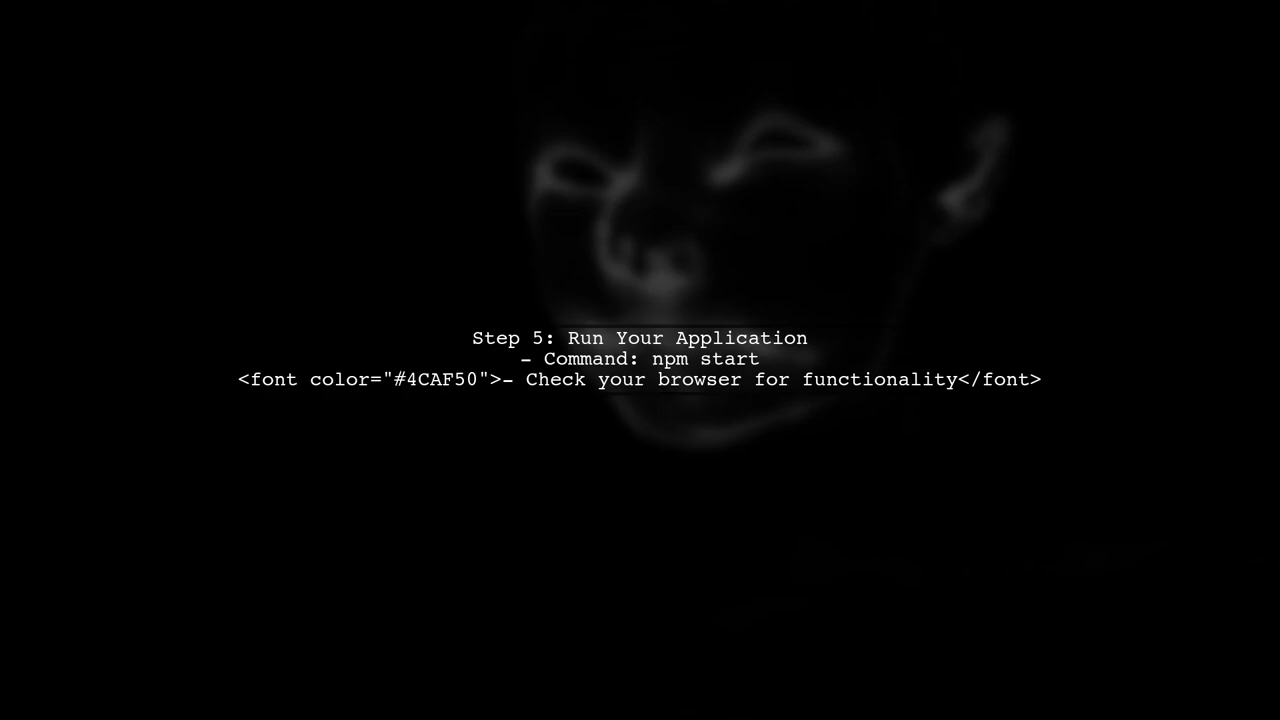 Step 5: Run Your Application
– Command: npm start
<font color="#4CAF50">– Check your browser for functionality</font>